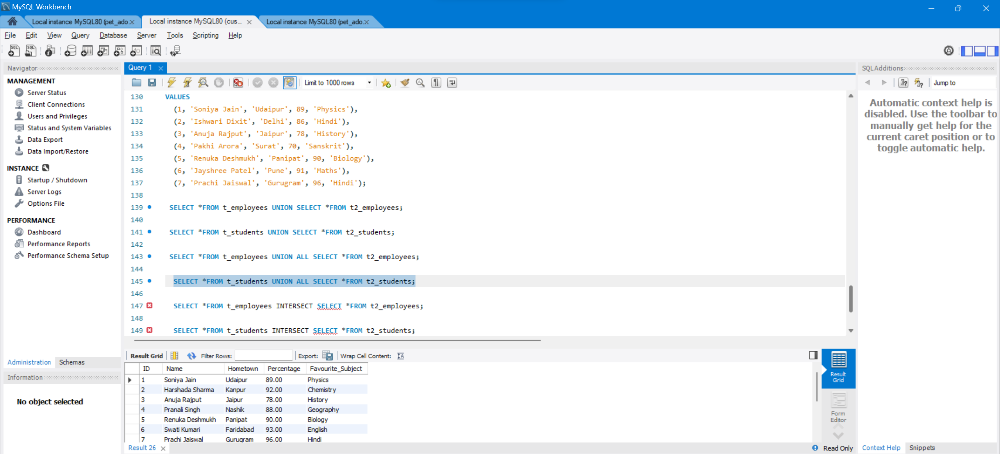 MySQL Workbench
Local instance MySQL80 (pet_ado...
Local instance MySQL80 (cus...
Local instance MySQL80 (pet_ado...
File Edit View Query Database Server Tools Scripting Help
Navigator
Query 1
SQLAdditions
MANAGEMENT
Server Status
Client Connections
Users and Privileges
Status and System Variables
Data Export
Data Import/Restore
INSTANCE
Startup / Shutdown
Server Logs
Options File
PERFORMANCE
Dashboard
Performance Reports
Performance Schema Setup
Administration Schemas
Information
No object selected
Limit to 1000 rows
130 VALUES
131 (1, 'Soniya Jain', 'Udaipur', 89, 'Physics'),
132 (2, 'Ishwari Dixit', 'Delhi', 86, 'Hindi'),
133 (3, 'Anuja Rajput', 'Jaipur', 78, 'History'),
134 (4, 'Pakhi Arora', 'Surat', 70, 'Sanskrit'),
135 (5, 'Renuka Deshmukh', 'Panipat', 90, 'Biology'),
136 (6, 'Jayshree Patel', 'Pune', 91, 'Maths'),
137 (7, 'Prachi Jaiswal', 'Gurugram', 96, 'Hindi');
138
139 SELECT *FROM t_employees UNION SELECT *FROM t2_employees;
140
141 SELECT *FROM t_students UNION SELECT *FROM t2_students;
142
143 SELECT *FROM t_employees UNION ALL SELECT *FROM t2_employees;
144
145 SELECT *FROM t_students UNION ALL SELECT *FROM t2_students;
146
147 SELECT *FROM t_employees INTERSECT SELECT *FROM t2_employees;
148
149 SELECT *FROM t_students INTERSECT SELECT *FROM t2_students;
Result Grid Filter Rows: Export: Wrap Cell Content:
ID Name Hometown Percentage Favourite_Subject
1 Soniya Jain Udaipur 89.00 Physics
2 Harshada Sharma Kanpur 92.00 Chemistry
3 Anuja Rajput Jaipur 78.00 History
4 Pranali Singh Nashik 88.00 Geography
5 Renuka Deshmukh Panipat 90.00 Biology
6 Swati Kumari Faridabad 93.00 English
7 Prachi Jaiswal Gurugram 96.00 Hindi
Result 26
Result
Grid
Form
Editor
Read Only
Jump to
Automatic context help is
disabled. Use the toolbar to
manually get help for the
current caret position or to
toggle automatic help.
Context Help Snippets